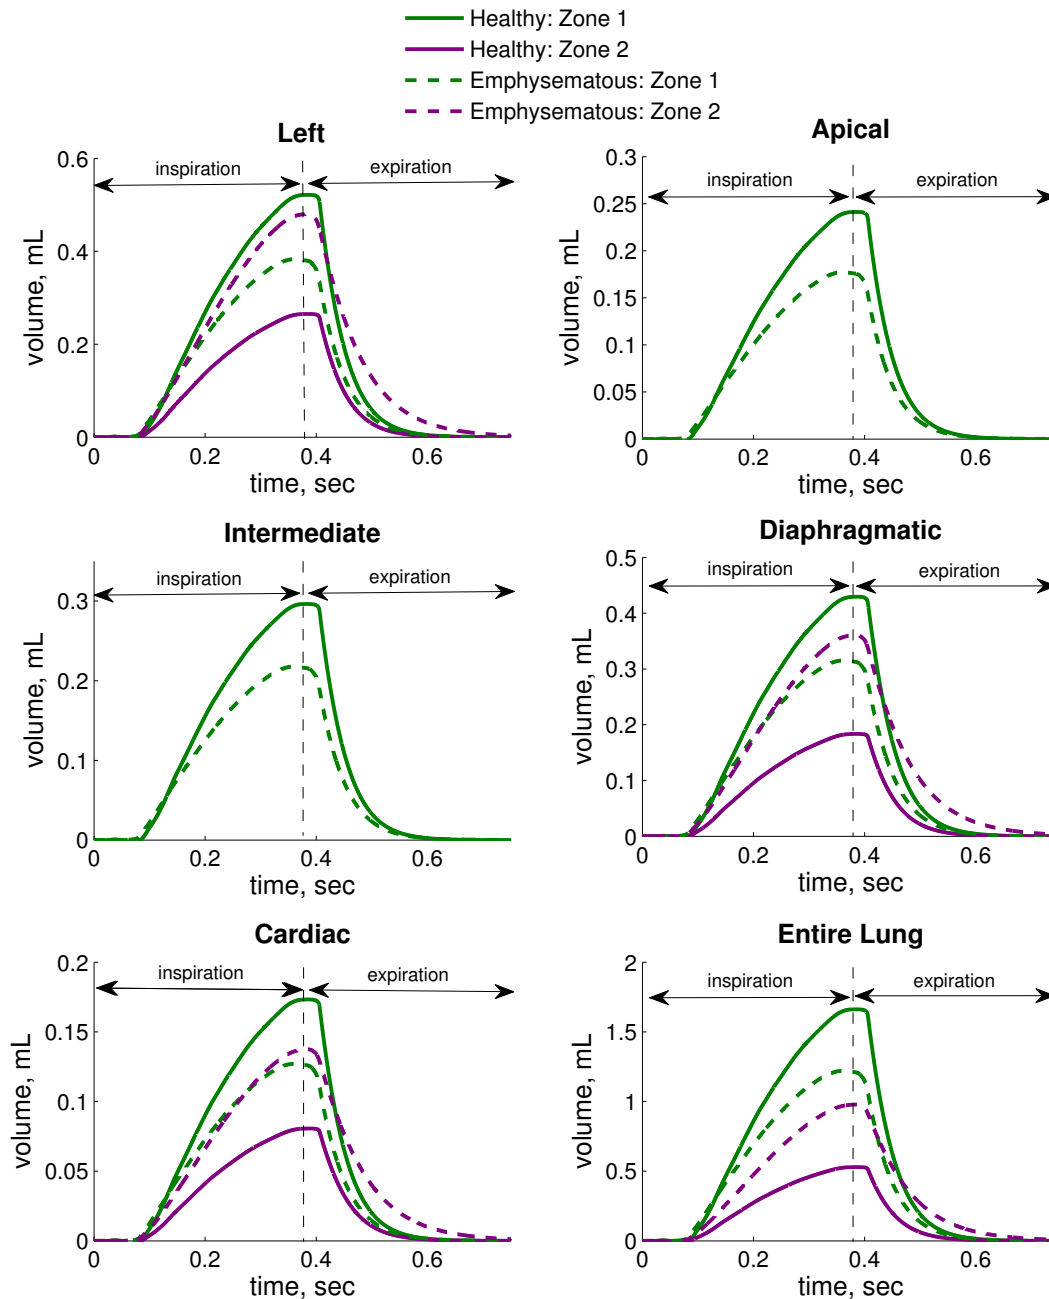 Healthy: Zone 1
Healthy: Zone 2
Emphysematous: Zone 1
Emphysematous: Zone 2
Left
0.6
0.4
0.2
0
volume, mL
inspiration
expiration
0 0.2 0.4 0.6
time, sec
Apical
0.3
0.25
0.2
0.15
0.1
0.05
0
volume, mL
inspiration
expiration
0 0.2 0.4 0.6
time, sec
Intermediate
0.3
0.2
0.1
0
volume, mL
inspiration
expiration
0 0.2 0.4 0.6
time, sec
Diaphragmatic
0.5
0.4
0.3
0.2
0.1
0
volume, mL
inspiration
expiration
0 0.2 0.4 0.6
time, sec
Cardiac
0.2
0.15
0.1
0.05
0
volume, mL
inspiration
expiration
0 0.2 0.4 0.6
time, sec
Entire Lung
2
1.5
1
0.5
0
volume, mL
inspiration
expiration
0 0.2 0.4 0.6
time, sec